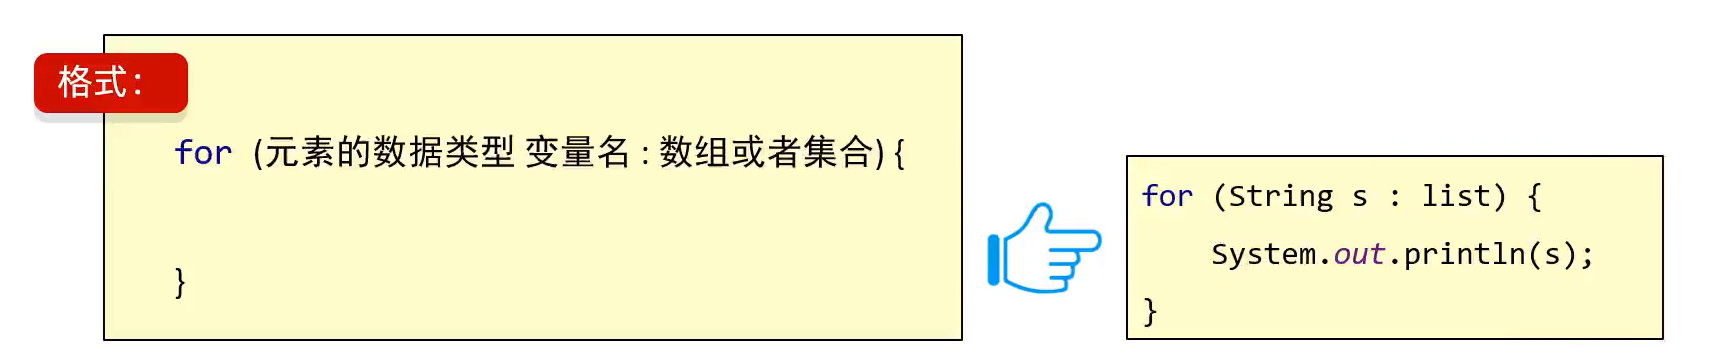 格式：
for (元素的数据类型 变量名 : 数组或者集合) {
}
for (String s : list) {
System.out.println(s);
}